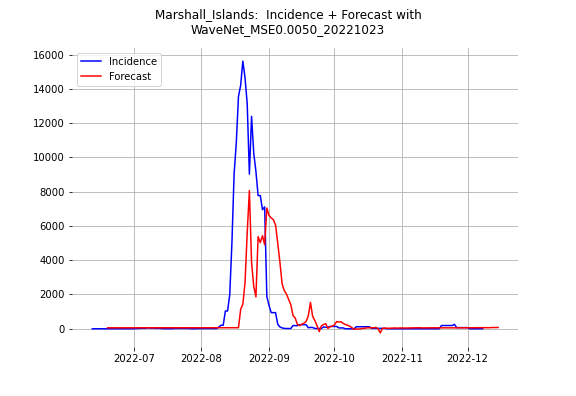 Marshall_Islands:  Incidence + Forecast with
WaveNet_MSE0.0050_20221023
16000
14000
12000
10000
8000
6000
4000
2000
0
Incidence
Forecast
2022-07 2022-08 2022-09 2022-10 2022-11 2022-12